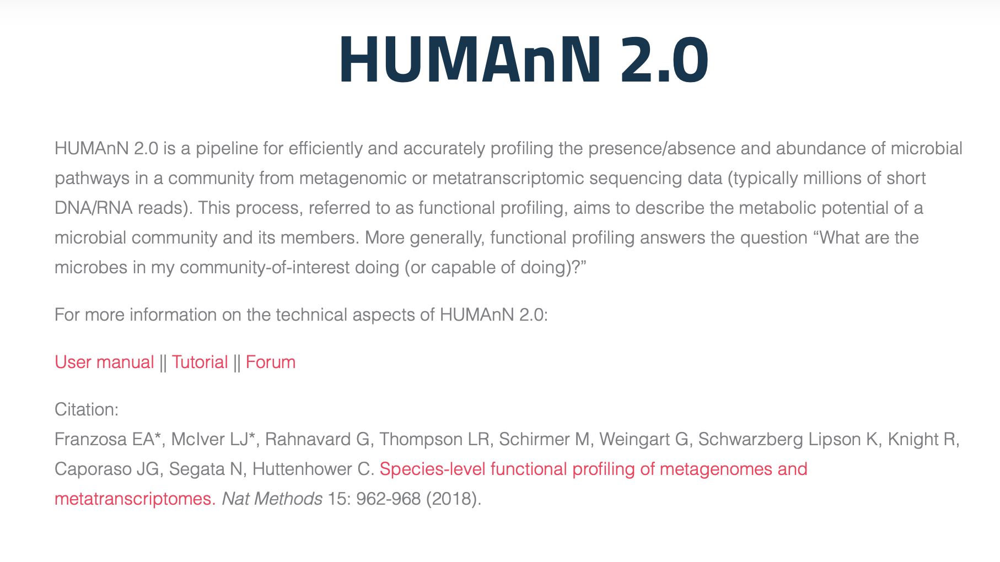 HUMAnN 2.0
HUMAnN 2.0 is a pipeline for efficiently and accurately profiling the presence/absence and abundance of microbial
pathways in a community from metagenomic or metatranscriptomic sequencing data (typically millions of short
DNA/RNA reads). This process, referred to as functional profiling, aims to describe the metabolic potential of a
microbial community and its members. More generally, functional profiling answers the question “What are the
microbes in my community-of-interest doing (or capable of doing)?”
For more information on the technical aspects of HUMAnN 2.0:
User manual || Tutorial || Forum
Citation:
Franzosa EA*, McIver LJ*, Rahnavard G, Thompson LR, Schirmer M, Weingart G, Schwarzberg Lipson K, Knight R,
Caporaso JG, Segata N, Huttenhower C. Species-level functional profiling of metagenomes and
metatranscriptomes. Nat Methods 15: 962-968 (2018).